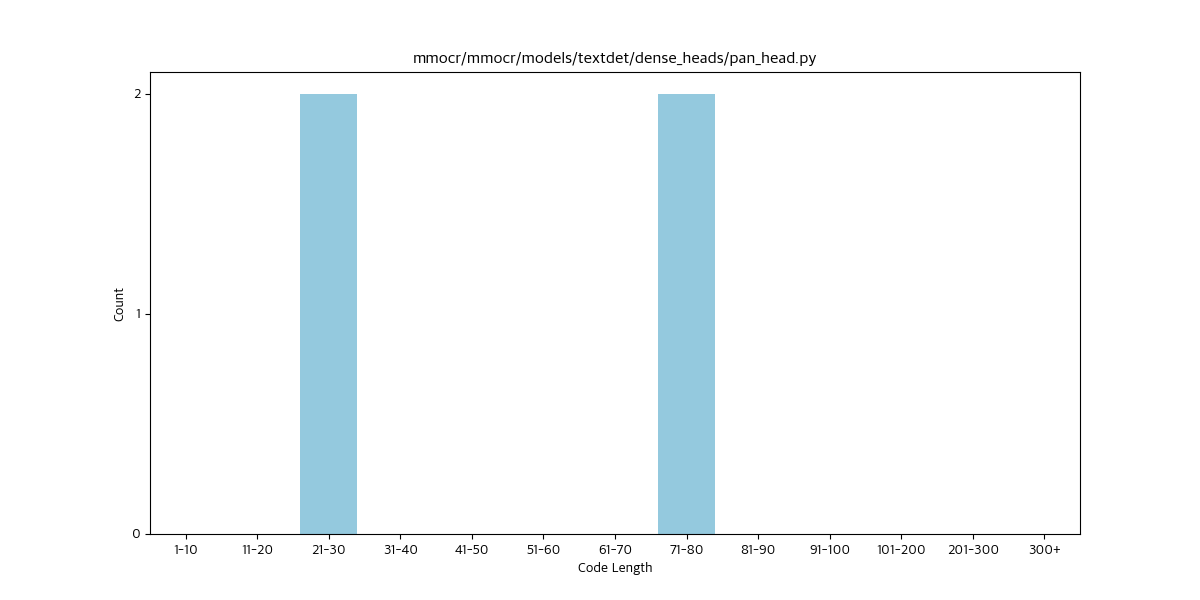 mmocr/mmocr/models/textdet/dense_heads/pan_head.py
2
1
0
Count
1-10 11-20 21-30 31-40 41-50 51-60 61-70 71-80 81-90 91-100 101-200 201-300 300+
Code Length